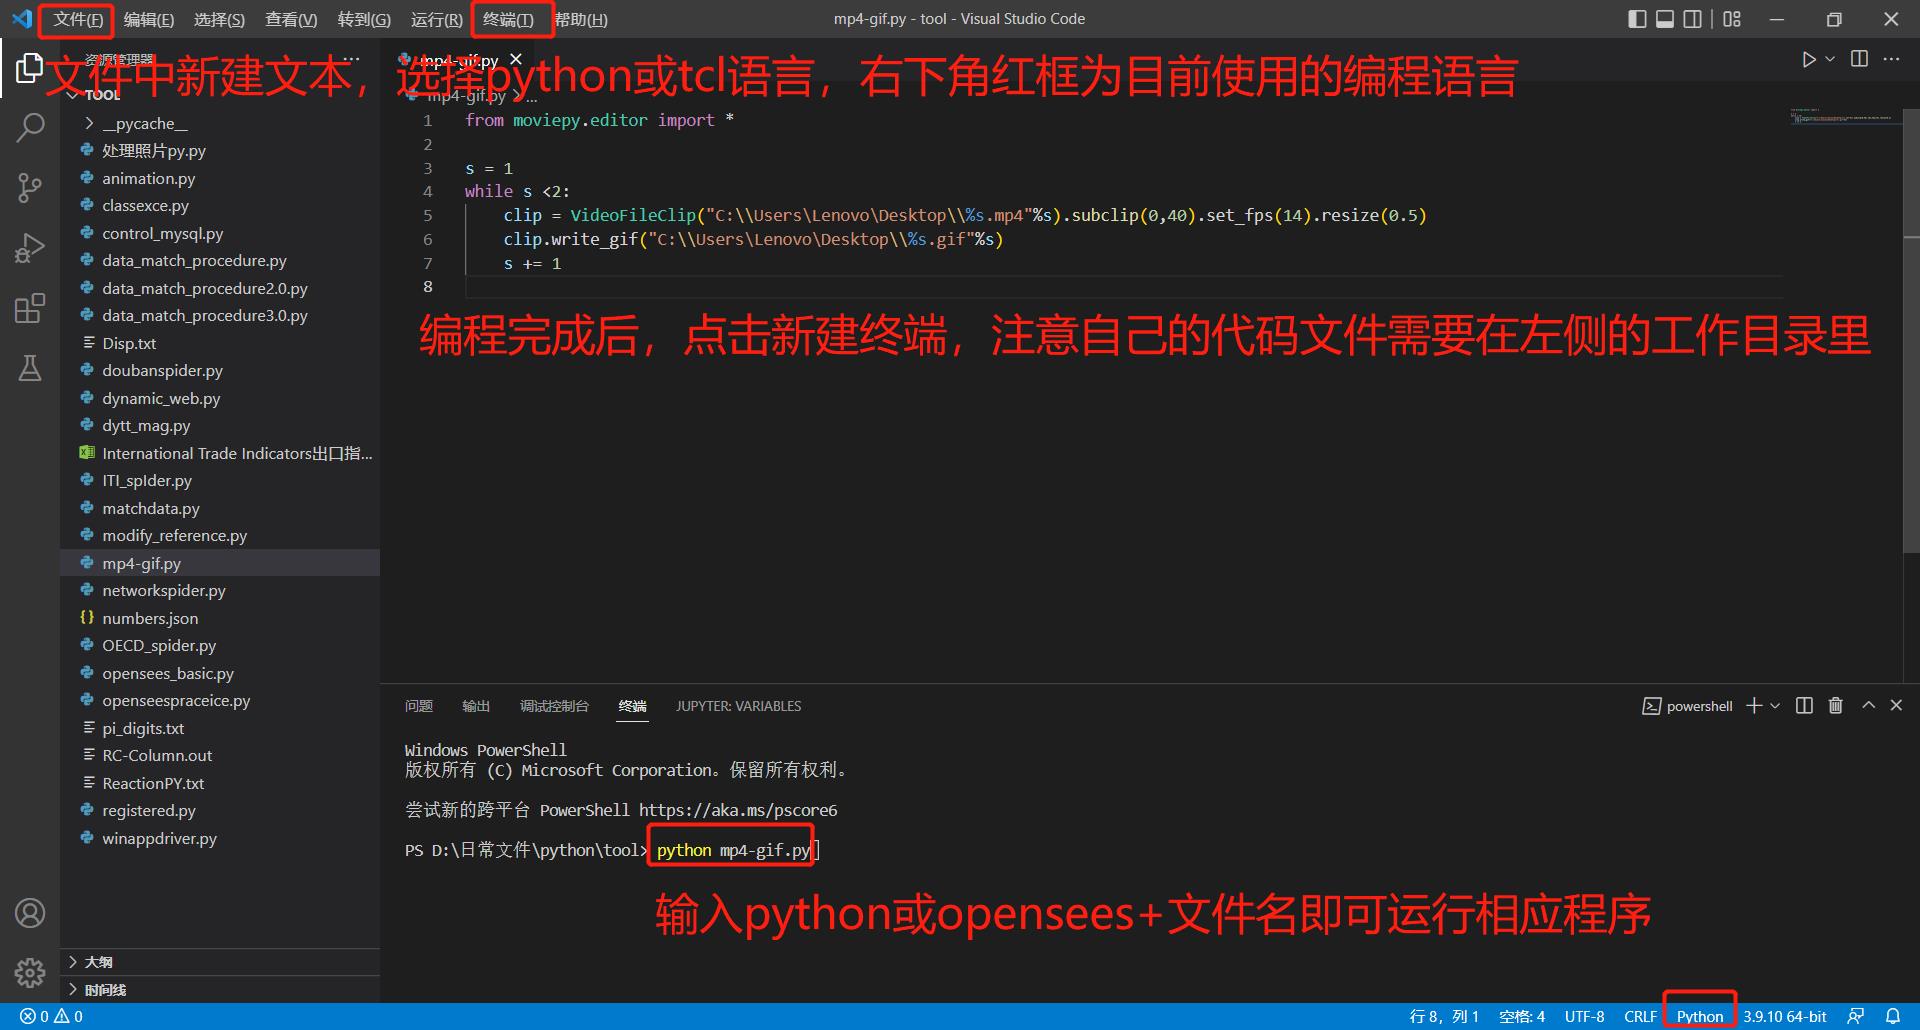 文件(F) 编辑(E) 选择(S) 查看(V) 转到(G) 运行(R) 终端(T) 帮助(H) mp4-gif.py - tool - Visual Studio Code
资源管理器 ··· mp4-gif.py
文件中新建文本，选择python或tcl语言，右下角红框为目前使用的编程语言
TOOL
mp4-gif.py > ...
__pycache__
处理照片py.py
animation.py
classexce.py
control_mysql.py
data_match_procedure.py
data_match_procedure2.0.py
data_match_procedure3.0.py
Disp.txt
doubanspider.py
dynamic_web.py
dytt_mag.py
International Trade Indicators出口指...
ITI_spIder.py
matchdata.py
modify_reference.py
mp4-gif.py
networkspider.py
numbers.json
OECD_spider.py
opensees_basic.py
openseespraceice.py
pi_digits.txt
RC-Column.out
ReactionPY.txt
registered.py
winappdriver.py
大纲
时间线
1 from moviepy.editor import *
2
3 s = 1
4 while s <2:
5 clip = VideoFileClip("C:\\Users\Lenovo\Desktop\\%s.mp4"%s).subclip(0,40).set_fps(14).resize(0.5)
6 clip.write_gif("C:\\Users\Lenovo\Desktop\\%s.gif"%s)
7 s += 1
8
编程完成后，点击新建终端，注意自己的代码文件需要在左侧的工作目录里
问题 输出 调试控制台 终端 JUPYTER: VARIABLES powershell
Windows PowerShell
版权所有 (C) Microsoft Corporation。保留所有权利。
尝试新的跨平台 PowerShell https://aka.ms/pscore6
PS D:\日常文件\python\tool> python mp4-gif.py
输入python或opensees+文件名即可运行相应程序
0 0 行 8，列 1 空格: 4 UTF-8 CRLF Python 3.9.10 64-bit